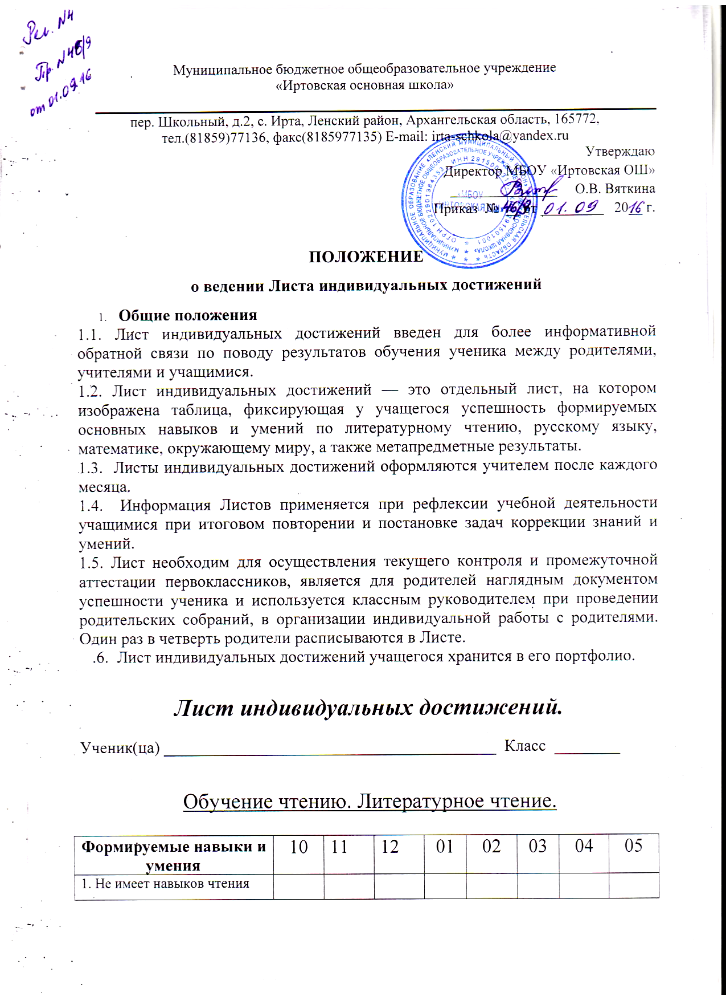 Рег. №4
Пр. №46/9
от 01.09.16
Муниципальное бюджетное общеобразовательное учреждение
«Иртовская основная школа»
пер. Школьный, д.2, с. Ирта, Ленский район, Архангельская область, 165772,
тел.(81859)77136, факс(8185977135) E-mail: irta-schkola@yandex.ru
Утверждаю
Директор МБОУ «Иртовская ОШ»
О.В. Вяткина
Приказ № 46/9 от 01.09 2016 г.
ПОЛОЖЕНИЕ
о ведении Листа индивидуальных достижений
1. Общие положения
1.1. Лист индивидуальных достижений введен для более информативной
обратной связи по поводу результатов обучения ученика между родителями,
учителями и учащимися.
1.2. Лист индивидуальных достижений — это отдельный лист, на котором
изображена таблица, фиксирующая у учащегося успешность формируемых
основных навыков и умений по литературному чтению, русскому языку,
математике, окружающему миру, а также метапредметные результаты.
1.3. Листы индивидуальных достижений оформляются учителем после каждого
месяца.
1.4. Информация Листов применяется при рефлексии учебной деятельности
учащимися при итоговом повторении и постановке задач коррекции знаний и
умений.
1.5. Лист необходим для осуществления текущего контроля и промежуточной
аттестации первоклассников, является для родителей наглядным документом
успешности ученика и используется классным руководителем при проведении
родительских собраний, в организации индивидуальной работы с родителями.
Один раз в четверть родители расписываются в Листе.
.6. Лист индивидуальных достижений учащегося хранится в его портфолио.
Лист индивидуальных достижений.
Ученик(ца) ____ Класс ____
Обучение чтению. Литературное чтение.
Формируемые навыки и 10 11 12 01 02 03 04 05
умения
1. Не имеет навыков чтения